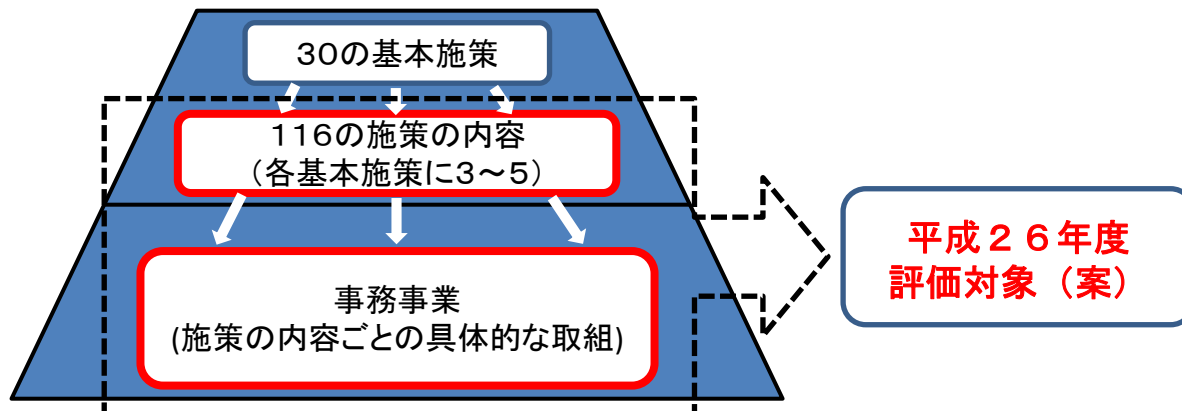 30の基本施策
116の施策の内容
（各基本施策に3～5）
事務事業
(施策の内容ごとの具体的な取組)
平成２６年度
評価対象（案）